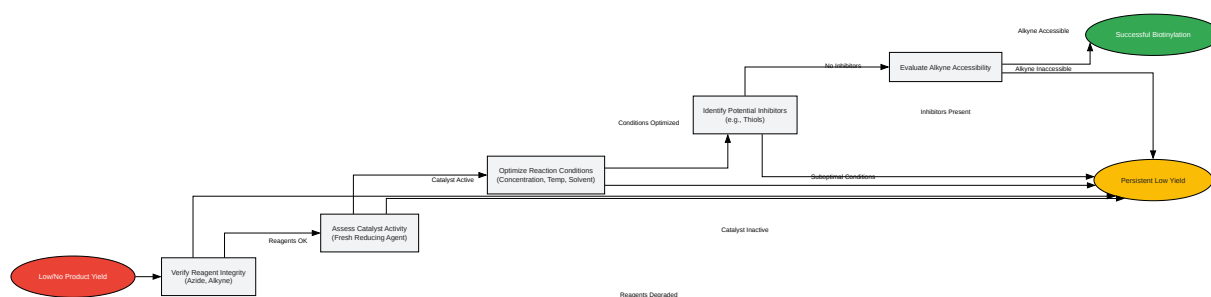 Alkyne Accessible
Successful Biotinylation
No Inhibitors
Evaluate Alkyne Accessibility
Alkyne Inaccessible
Identify Potential Inhibitors
(e.g., Thiols)
Inhibitors Present
Conditions Optimized
Optimize Reaction Conditions
(Concentration, Temp, Solvent)
Suboptimal Conditions
Persistent Low Yield
Catalyst Active
Assess Catalyst Activity
(Fresh Reducing Agent)
Catalyst Inactive
Reagents OK
Low/No Product Yield
Verify Reagent Integrity
(Azide, Alkyne)
Reagents Degraded